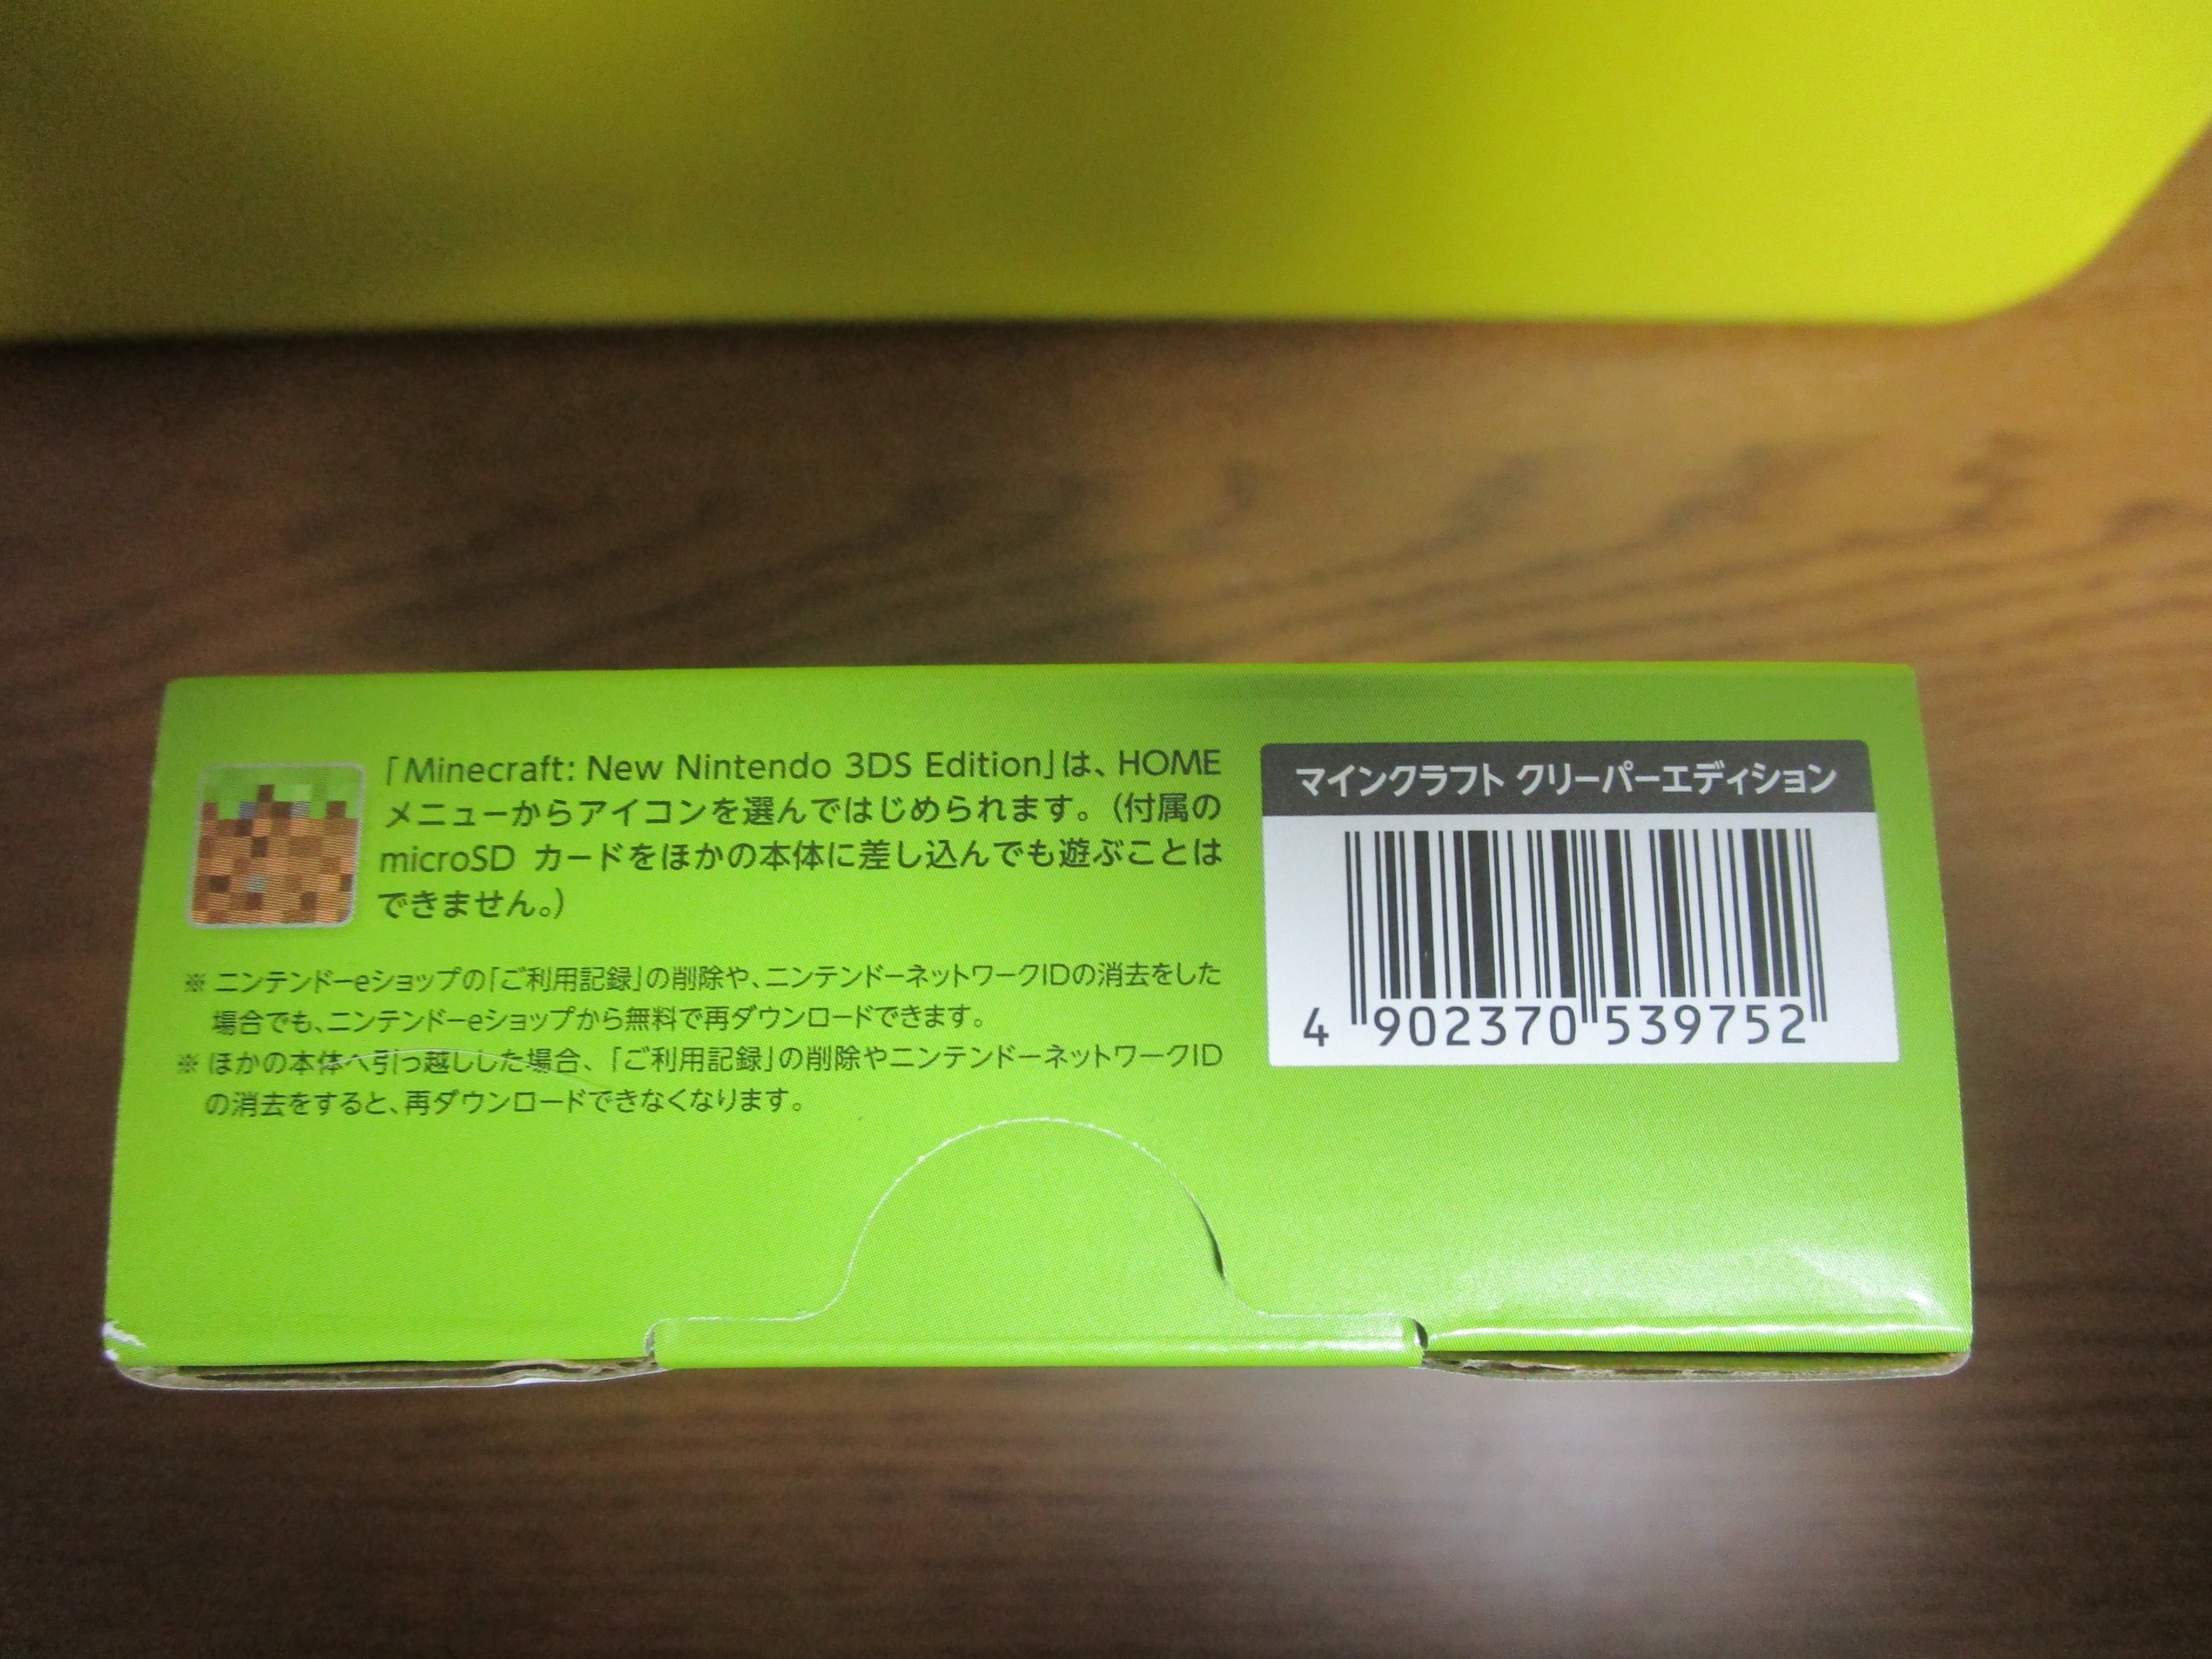 「Minecraft: New Nintendo 3DS Edition」は、HOME
メニューからアイコンを選んではじめられます。（付属の
microSD カードをほかの本体に差し込んでも遊ぶことは
できません。）
※ ニンテンドーeショップの「ご利用記録」の削除や、ニンテンドーネットワークIDの消去をした
場合でも、ニンテンドーeショップから無料で再ダウンロードできます。
※ ほかの本体へ引っ越しした場合、「ご利用記録」の削除やニンテンドーネットワークID
の消去をすると、再ダウンロードできなくなります。
マインクラフト クリーパーエディション
4 902370 539752